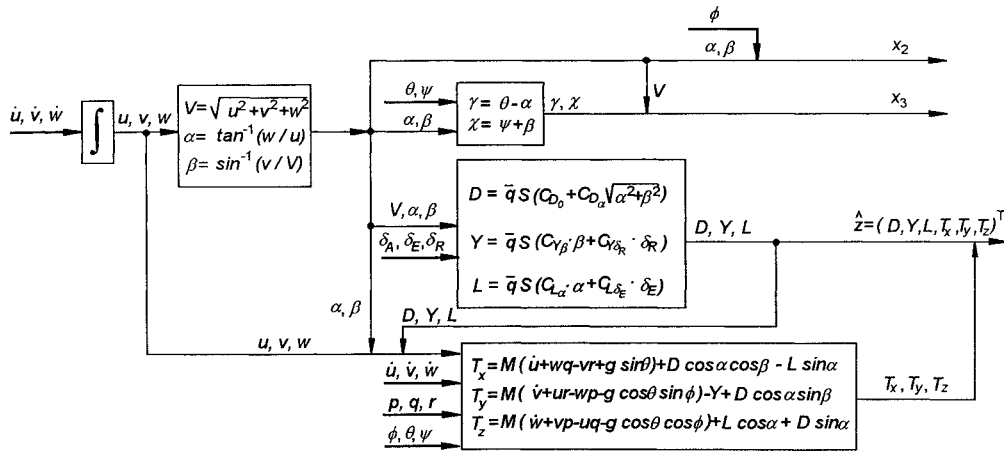 ϕ
α, β
x₂
V
θ, ψ
γ = θ - α
γ, χ
x₃
u̇, v̇, ẇ
∫
u, v, w
V = √u²+v²+w²
α = tan⁻¹ (w / u)
β = sin⁻¹ (v / V)
α, β
χ = ψ + β
D = q̄ S (C_D₀ + C_Dα √α²+β²)
V, α, β
δ_A, δ_E, δ_R
Y = q̄ S (C_Yβ · β + C_Yδ_R · δ_R)
D, Y, L
ẑ = ( D, Y, L, T_x, T_y, T_z )ᵀ
L = q̄ S (C_Lα · α + C_Lδ_E · δ_E)
α, β
D, Y, L
u, v, w
T_x = M ( u̇+wq-vr+g sinθ)+D cosα cosβ - L sinα
u̇, v̇, ẇ
T_y = M ( v̇+ur-wp-g cosθ sinϕ)-Y+ D cosα sinβ
T_x , T_y , T_z
p, q, r
T_z = M ( ẇ+vp-uq-g cosθ cosϕ)+L cosα + D sinα
ϕ, θ, ψ